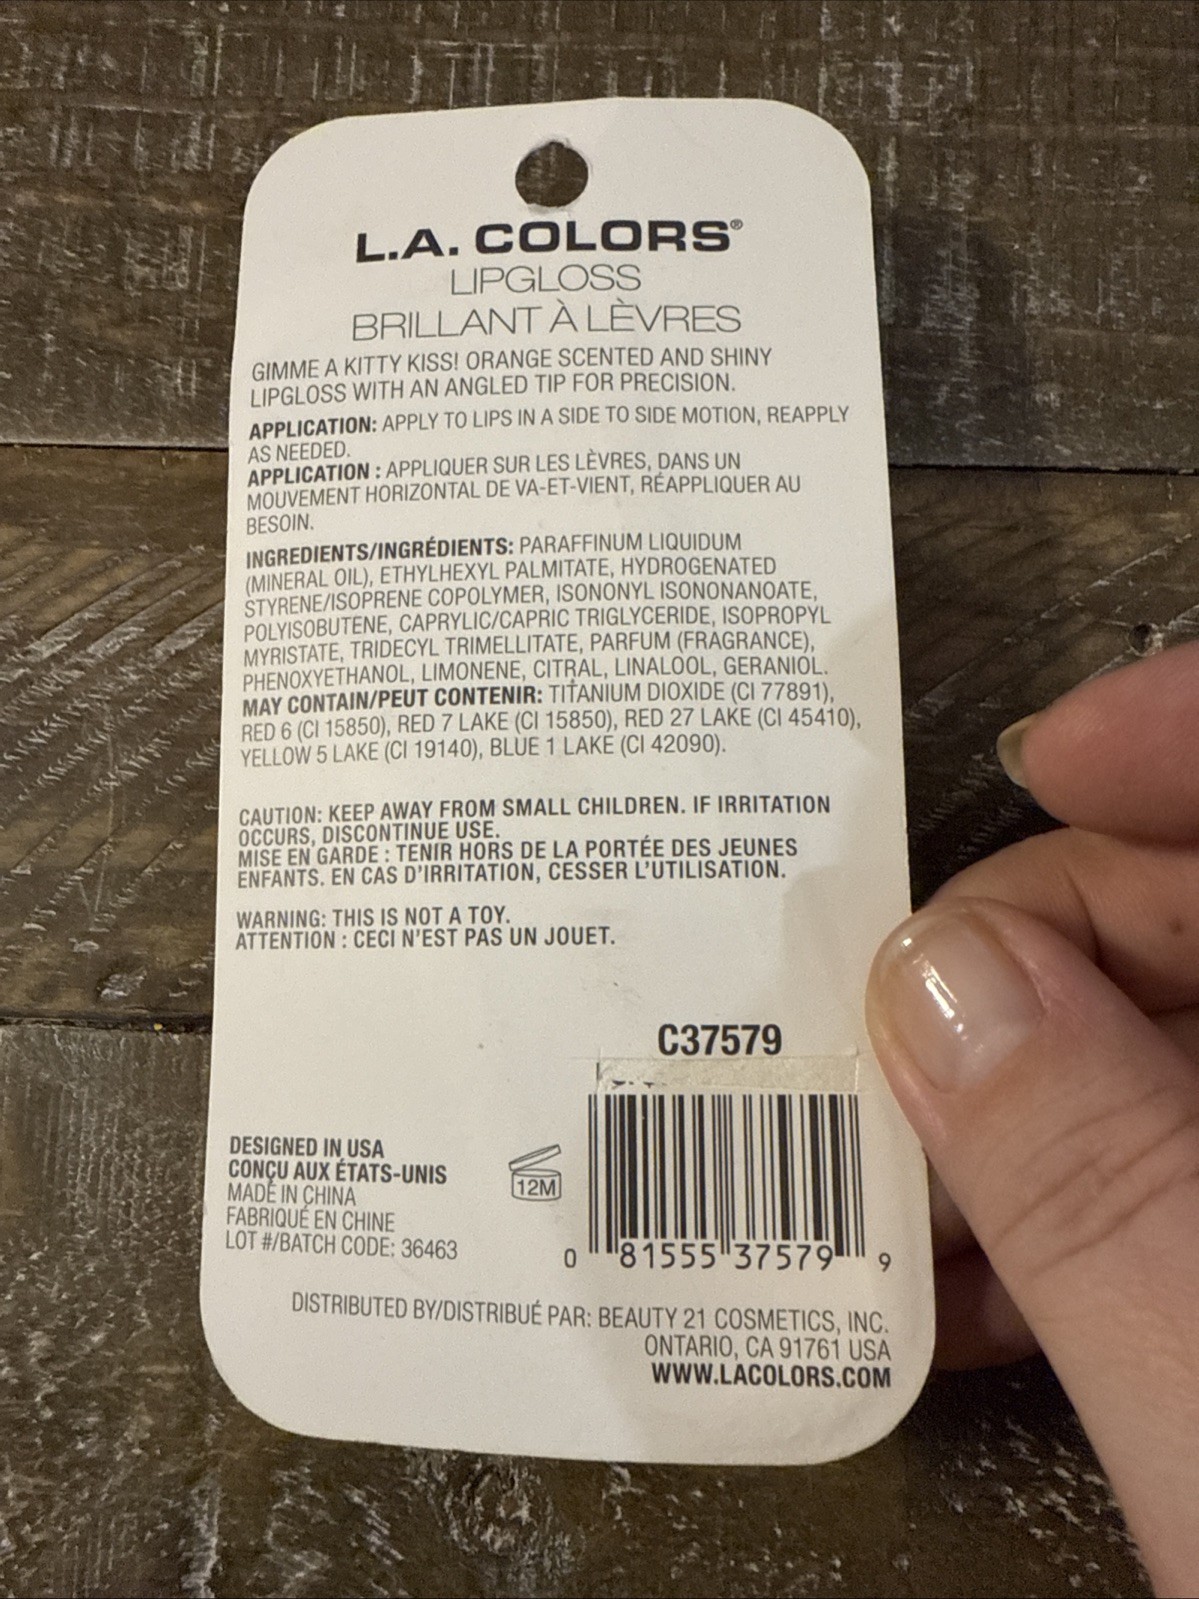 L.A. COLORS®
LIPGLOSS
BRILLANT À LÈVRES
GIMME A KITTY KISS! ORANGE SCENTED AND SHINY
LIPGLOSS WITH AN ANGLED TIP FOR PRECISION.
APPLICATION: APPLY TO LIPS IN A SIDE TO SIDE MOTION, REAPPLY
AS NEEDED.
APPLICATION : APPLIQUER SUR LES LÈVRES, DANS UN
MOUVEMENT HORIZONTAL DE VA-ET-VIENT, RÉAPPLIQUER AU
BESOIN.
INGREDIENTS/INGRÉDIENTS: PARAFFINUM LIQUIDUM
(MINERAL OIL), ETHYLHEXYL PALMITATE, HYDROGENATED
STYRENE/ISOPRENE COPOLYMER, ISONONYL ISONONANOATE,
POLYISOBUTENE, CAPRYLIC/CAPRIC TRIGLYCERIDE, ISOPROPYL
MYRISTATE, TRIDECYL TRIMELLITATE, PARFUM (FRAGRANCE),
PHENOXYETHANOL, LIMONENE, CITRAL, LINALOOL, GERANIOL.
MAY CONTAIN/PEUT CONTENIR: TITANIUM DIOXIDE (CI 77891),
RED 6 (CI 15850), RED 7 LAKE (CI 15850), RED 27 LAKE (CI 45410),
YELLOW 5 LAKE (CI 19140), BLUE 1 LAKE (CI 42090).
CAUTION: KEEP AWAY FROM SMALL CHILDREN. IF IRRITATION
OCCURS, DISCONTINUE USE.
MISE EN GARDE : TENIR HORS DE LA PORTÉE DES JEUNES
ENFANTS. EN CAS D'IRRITATION, CESSER L'UTILISATION.
WARNING: THIS IS NOT A TOY.
ATTENTION : CECI N'EST PAS UN JOUET.
C37579
DESIGNED IN USA
CONÇU AUX ÉTATS-UNIS
MADE IN CHINA
FABRIQUÉ EN CHINE
LOT #/BATCH CODE: 36463
12M
0 81555 37579 9
DISTRIBUTED BY/DISTRIBUÉ PAR: BEAUTY 21 COSMETICS, INC.
ONTARIO, CA 91761 USA
WWW.LACOLORS.COM